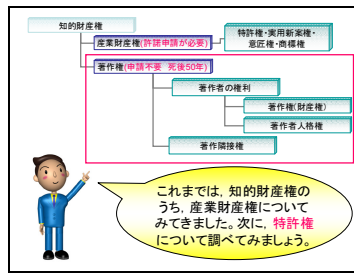 知的財産権
産業財産権(許諾申請が必要)
特許権・実用新案権・
意匠権・商標権
著作権(申請不要 死後50年)
著作者の権利
著作権(財産権)
著作者人格権
著作隣接権
これまでは, 知的財産権の
うち, 産業財産権について
みてきました。次に, 特許権
について調べてみましょう。